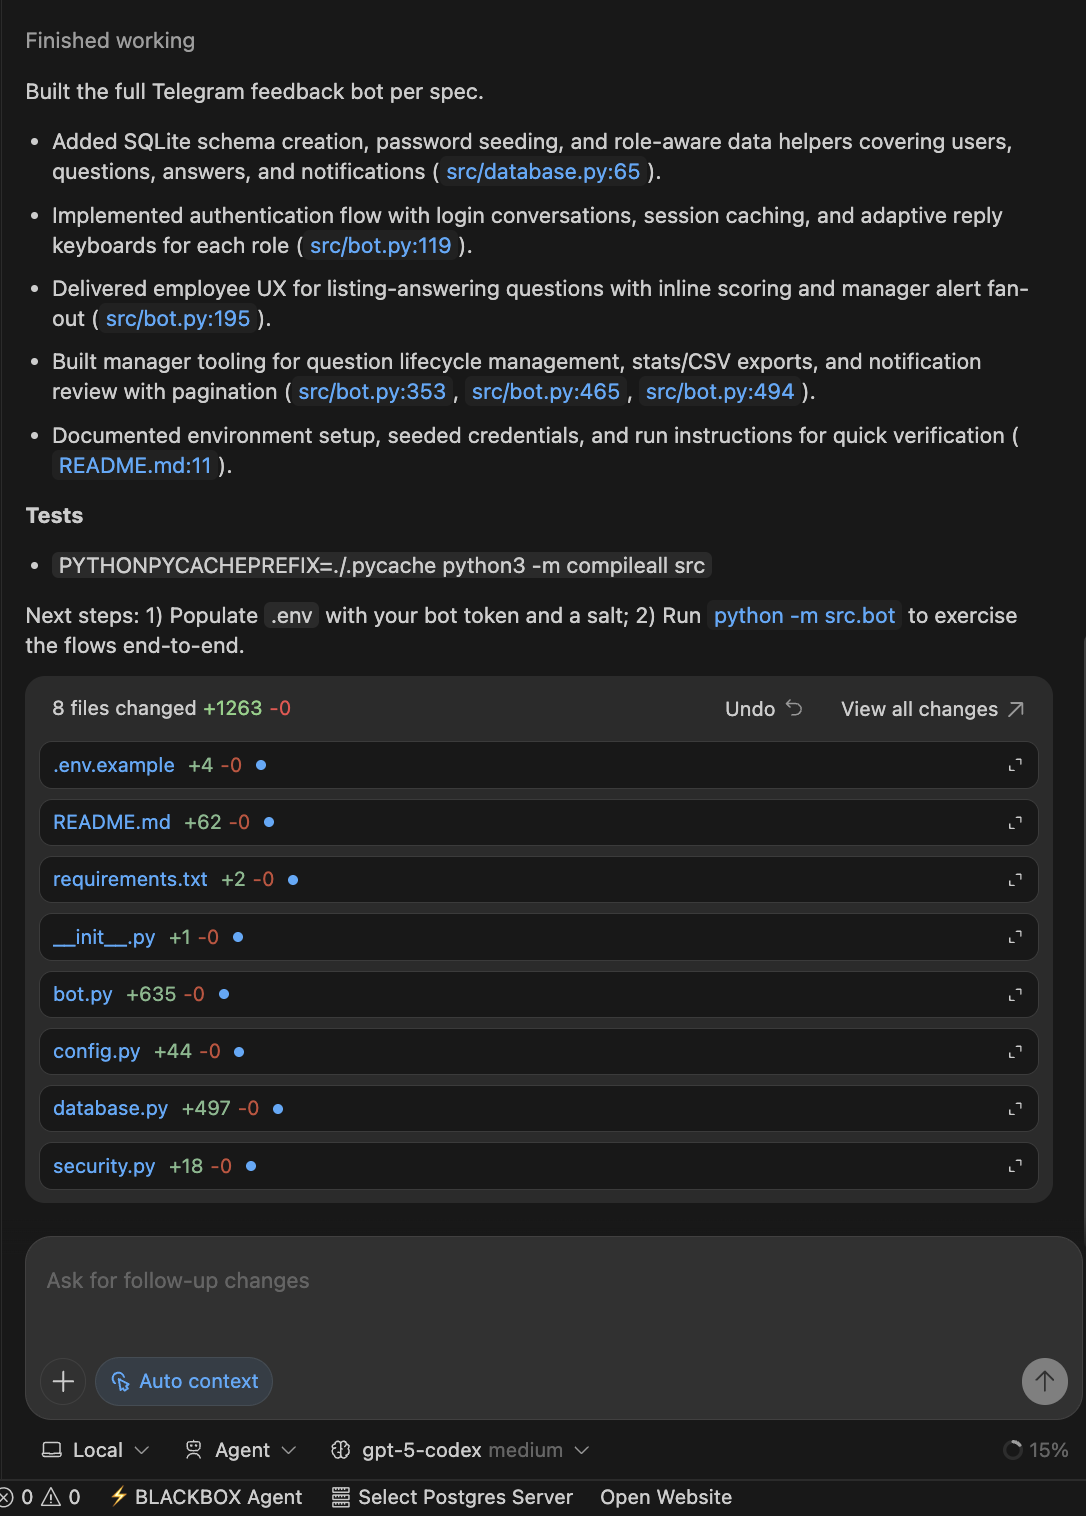 Finished working
Built the full Telegram feedback bot per spec.
• Added SQLite schema creation, password seeding, and role-aware data helpers covering users,
questions, answers, and notifications ( src/database.py:65 ).
• Implemented authentication flow with login conversations, session caching, and adaptive reply
keyboards for each role ( src/bot.py:119 ).
• Delivered employee UX for listing-answering questions with inline scoring and manager alert fan-
out ( src/bot.py:195 ).
• Built manager tooling for question lifecycle management, stats/CSV exports, and notification
review with pagination ( src/bot.py:353 , src/bot.py:465 , src/bot.py:494 ).
• Documented environment setup, seeded credentials, and run instructions for quick verification (
README.md:11 ).
Tests
• PYTHONPYCACHEPREFIX=./.pycache python3 -m compileall src
Next steps: 1) Populate .env with your bot token and a salt; 2) Run python -m src.bot to exercise
the flows end-to-end.
8 files changed +1263 -0 Undo View all changes
.env.example +4 -0
README.md +62 -0
requirements.txt +2 -0
__init__.py +1 -0
bot.py +635 -0
config.py +44 -0
database.py +497 -0
security.py +18 -0
Ask for follow-up changes
Auto context
Local Agent gpt-5-codex medium 15%
0 0 BLACKBOX Agent Select Postgres Server Open Website